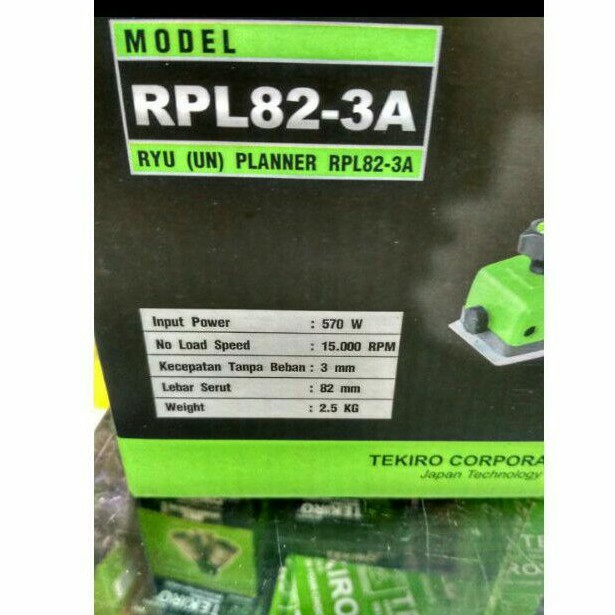 MODEL
RPL82-3A
RYU (UN) PLANNER RPL82-3A
Input Power : 570 W
No Load Speed : 15.000 RPM
Kecepatan Tanpa Beban : 3 mm
Lebar Serut : 82 mm
Weight : 2.5 KG
TEKIRO CORPORA
Japan Technology
TEKIRO